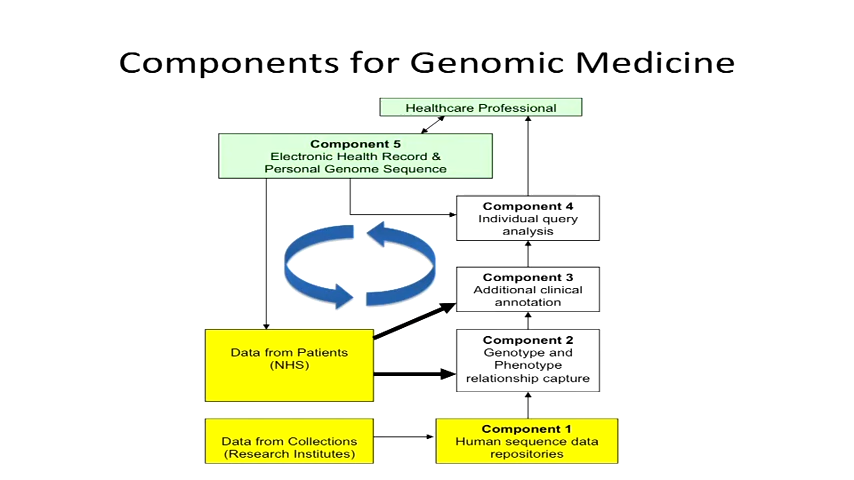 Components for Genomic Medicine
Healthcare Professional
Component 5
Electronic Health Record &
Personal Genome Sequence
Component 4
Individual query
analysis
Component 3
Additional clinical
annotation
Data from Patients
(NHS)
Component 2
Genotype and
Phenotype
relationship capture
Data from Collections
(Research Institutes)
Component 1
Human sequence data
repositories